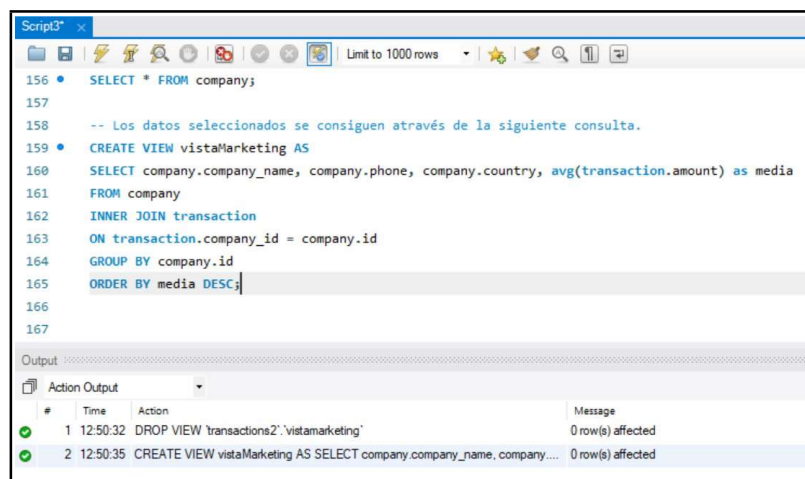 Script3*
Limit to 1000 rows
156 SELECT * FROM company;
157
158 -- Los datos seleccionados se consiguen através de la siguiente consulta.
159 CREATE VIEW vistaMarketing AS
160 SELECT company.company_name, company.phone, company.country, avg(transaction.amount) as media
161 FROM company
162 INNER JOIN transaction
163 ON transaction.company_id = company.id
164 GROUP BY company.id
165 ORDER BY media DESC;
166
167
Output
Action Output
# Time Action Message
1 12:50:32 DROP VIEW `transactions2`.`vistamarketing` 0 row(s) affected
2 12:50:35 CREATE VIEW vistaMarketing AS SELECT company.company_name, company.... 0 row(s) affected